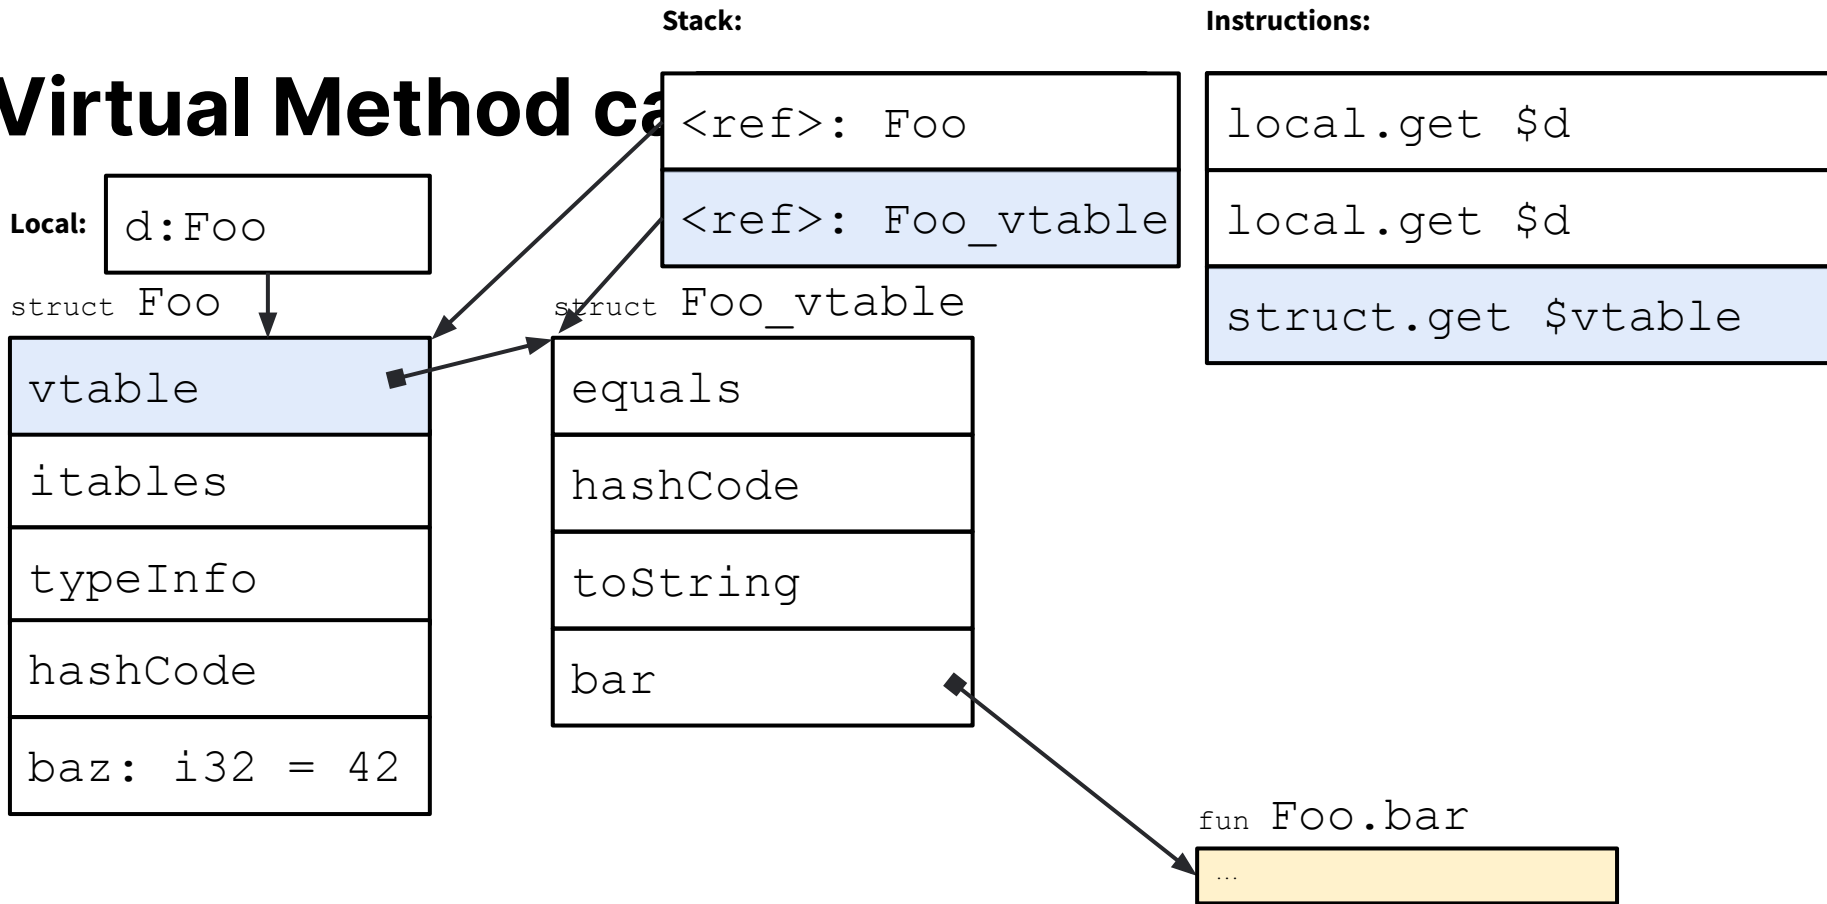 Stack:
Instructions:
Virtual Method ca
<ref>: Foo
<ref>: Foo_vtable
local.get $d
local.get $d
struct.get $vtable
Local:
d:Foo
struct Foo
vtable
itables
typeInfo
hashCode
baz: i32 = 42
struct Foo_vtable
equals
hashCode
toString
bar
fun Foo.bar
...